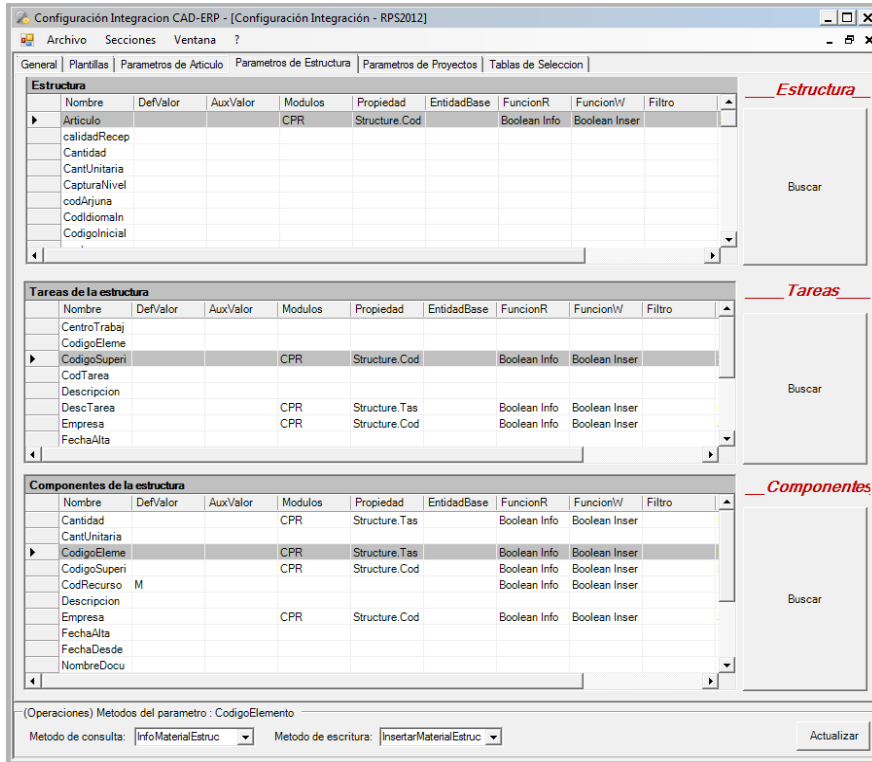 Configuración Integracion CAD-ERP - [Configuración Integración - RPS2012]
Archivo Secciones Ventana ?
General Plantillas Parametros de Articulo Parametros de Estructura Parametros de Proyectos Tablas de Seleccion
Estructura
Estructura
Nombre DefValor AuxValor Modulos Propiedad EntidadBase FuncionR FuncionW Filtro
Articulo CPR Structure.Cod Boolean Info Boolean Inser
calidadRecep
Cantidad
CantUnitaria
CapturaNivel
codArjuna
CodIdiomaIn
CodigoInicial
Buscar
Tareas de la estructura
Tareas
Nombre DefValor AuxValor Modulos Propiedad EntidadBase FuncionR FuncionW Filtro
CentroTrabaj
CodigoEleme
CodigoSuperi CPR Structure.Cod Boolean Info Boolean Inser
CodTarea
Descripcion
DescTarea CPR Structure.Tas Boolean Info Boolean Inser
Empresa CPR Structure.Cod Boolean Info Boolean Inser
FechaAlta
Buscar
Componentes de la estructura
Componentes
Nombre DefValor AuxValor Modulos Propiedad EntidadBase FuncionR FuncionW Filtro
Cantidad CPR Structure.Tas Boolean Info Boolean Inser
CantUnitaria
CodigoEleme CPR Structure.Tas Boolean Info Boolean Inser
CodigoSuperi CPR Structure.Cod Boolean Info Boolean Inser
CodRecurso M Boolean Info Boolean Inser
Descripcion
Empresa CPR Structure.Cod Boolean Info Boolean Inser
FechaAlta
FechaDesde
NombreDocu
Buscar
(Operaciones) Metodos del parametro : CodigoElemento
Metodo de consulta: InfoMaterialEstruc Metodo de escritura: InsertarMaterialEstruc Actualizar